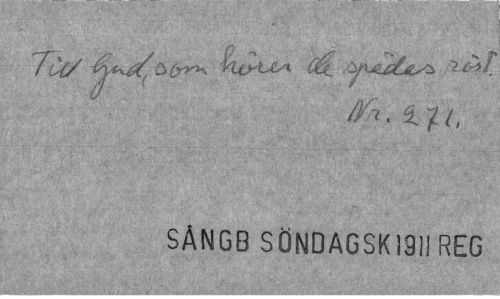 Till Gud, som hörer de spädas röst.
Nr. 271.
SÅNGB SÖNDAGSK 1911 REG